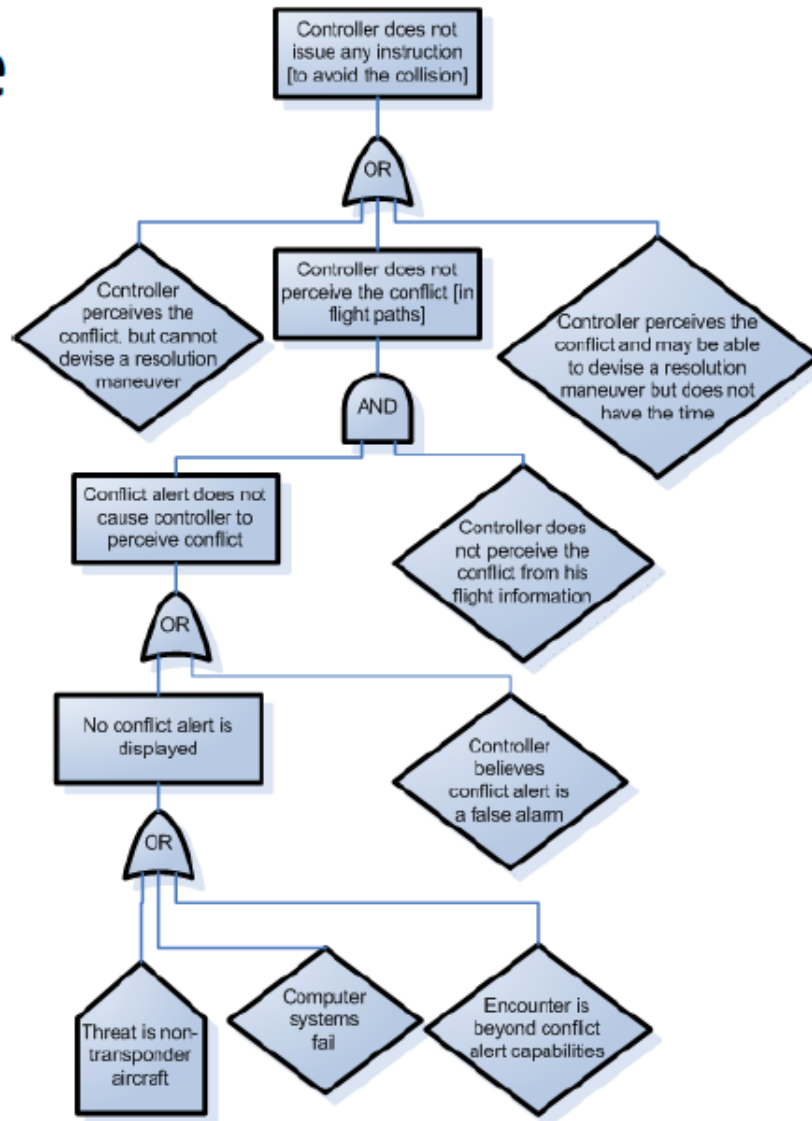 e
Controller does not
issue any instruction
[to avoid the collision]
OR
Controller
perceives the
conflict, but cannot
devise a resolution
maneuver
Controller does not
perceive the conflict [in
flight paths]
Controller perceives the
conflict and may be able
to devise a resolution
maneuver but does not
have the time
AND
Conflict alert does not
cause controller to
perceive conflict
Controller does
not perceive the
conflict from his
flight information
OR
No conflict alert is
displayed
Controller
believes
conflict alert is
a false alarm
OR
Threat is non-
transponder
aircraft
Computer
systems
fail
Encounter is
beyond conflict
alert capabilities